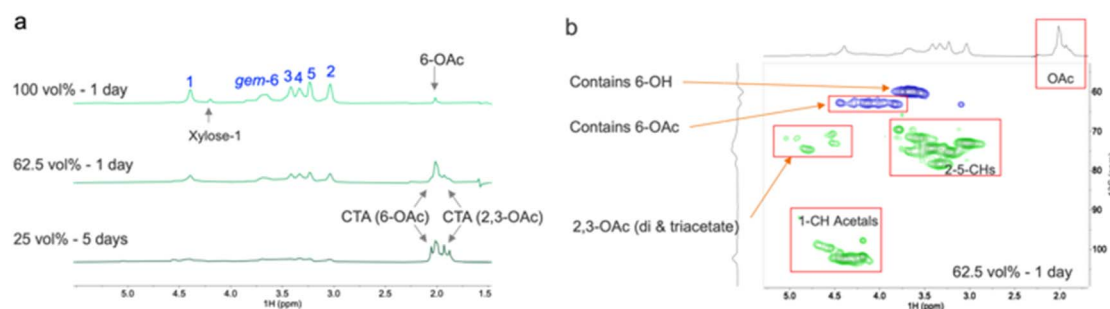 a
100 vol% - 1 day
1
gem-6
3
4
5
2
6-OAc
Xylose-1
62.5 vol% - 1 day
CTA (6-OAc)
CTA (2,3-OAc)
25 vol% - 5 days
5.0 4.5 4.0 3.5 3.0 2.0 1.5
1H (ppm)
b
OAc
Contains 6-OH
Contains 6-OAc
2-5-CHs
2,3-OAc (di & triacetate)
1-CH Acetals
62.5 vol% - 1 day
60
70
80
90
100
5.0 4.5 4.0 3.5 3.0 2.5 2.0 1.5
1H (ppm)